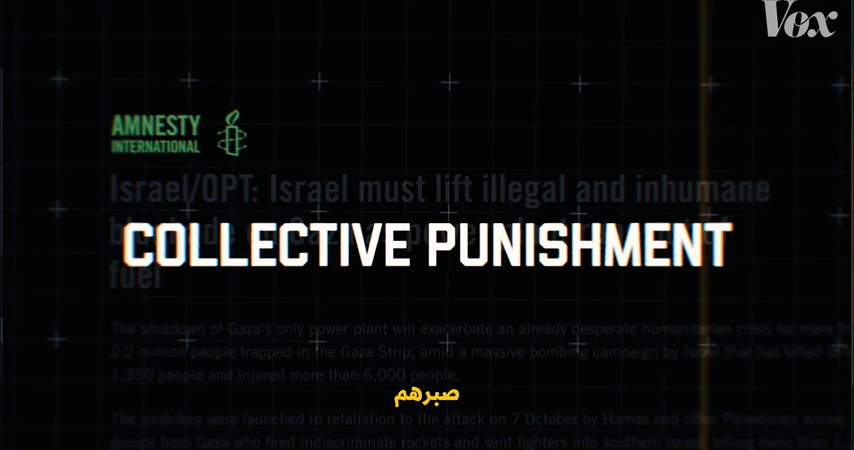 Vox
AMNESTY
INTERNATIONAL
Israel/OPT: Israel must lift illegal and inhumane
COLLECTIVE PUNISHMENT
fuel
The shutdown of Gaza's only power plant will exacerbate an already desperate humanitarian crisis for more
2.2 million people trapped in the Gaza Strip, amid a massive bombing campaign by Israel that has killed
1,350 people and injured more than 6,000 people.
صبرهم
The airstrikes were launched in retaliation to the attack on 7 October by Hamas and other Palestinian armed
groups from Gaza who fired indiscriminate rockets and sent fighters into southern Israel, killing more than